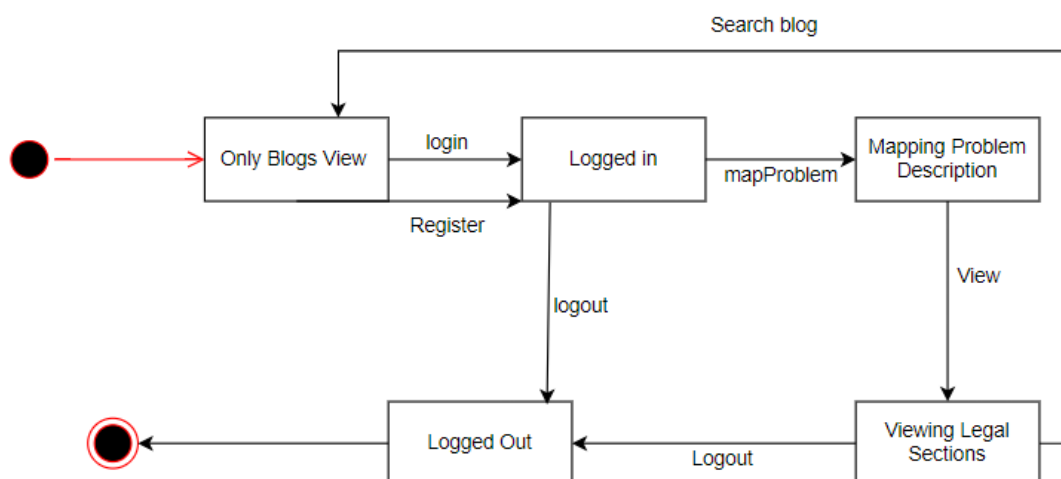 Search blog
Only Blogs View
login
Logged in
mapProblem
Mapping Problem
Description
Register
View
logout
Logged Out
Logout
Viewing Legal
Sections